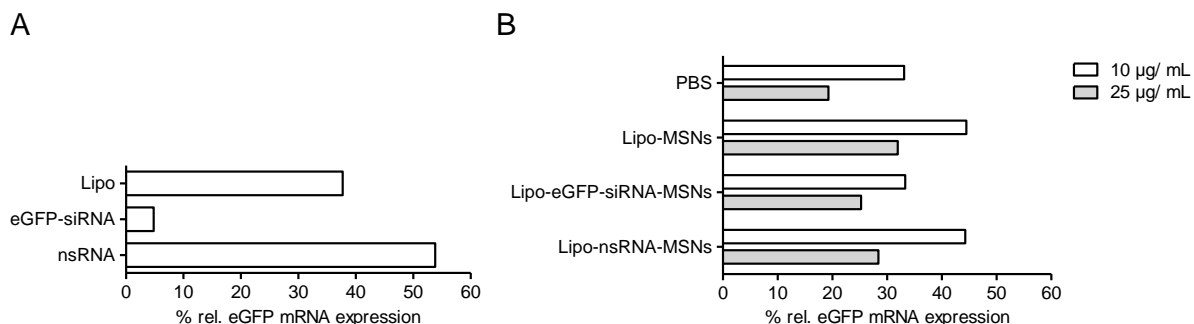 A
Lipo
eGFP-siRNA
nsRNA
0 10 20 30 40 50 60
% rel. eGFP mRNA expression
B
10 µg/ mL
25 µg/ mL
PBS
Lipo-MSNs
Lipo-eGFP-siRNA-MSNs
Lipo-nsRNA-MSNs
0 10 20 30 40 50 60
% rel. eGFP mRNA expression